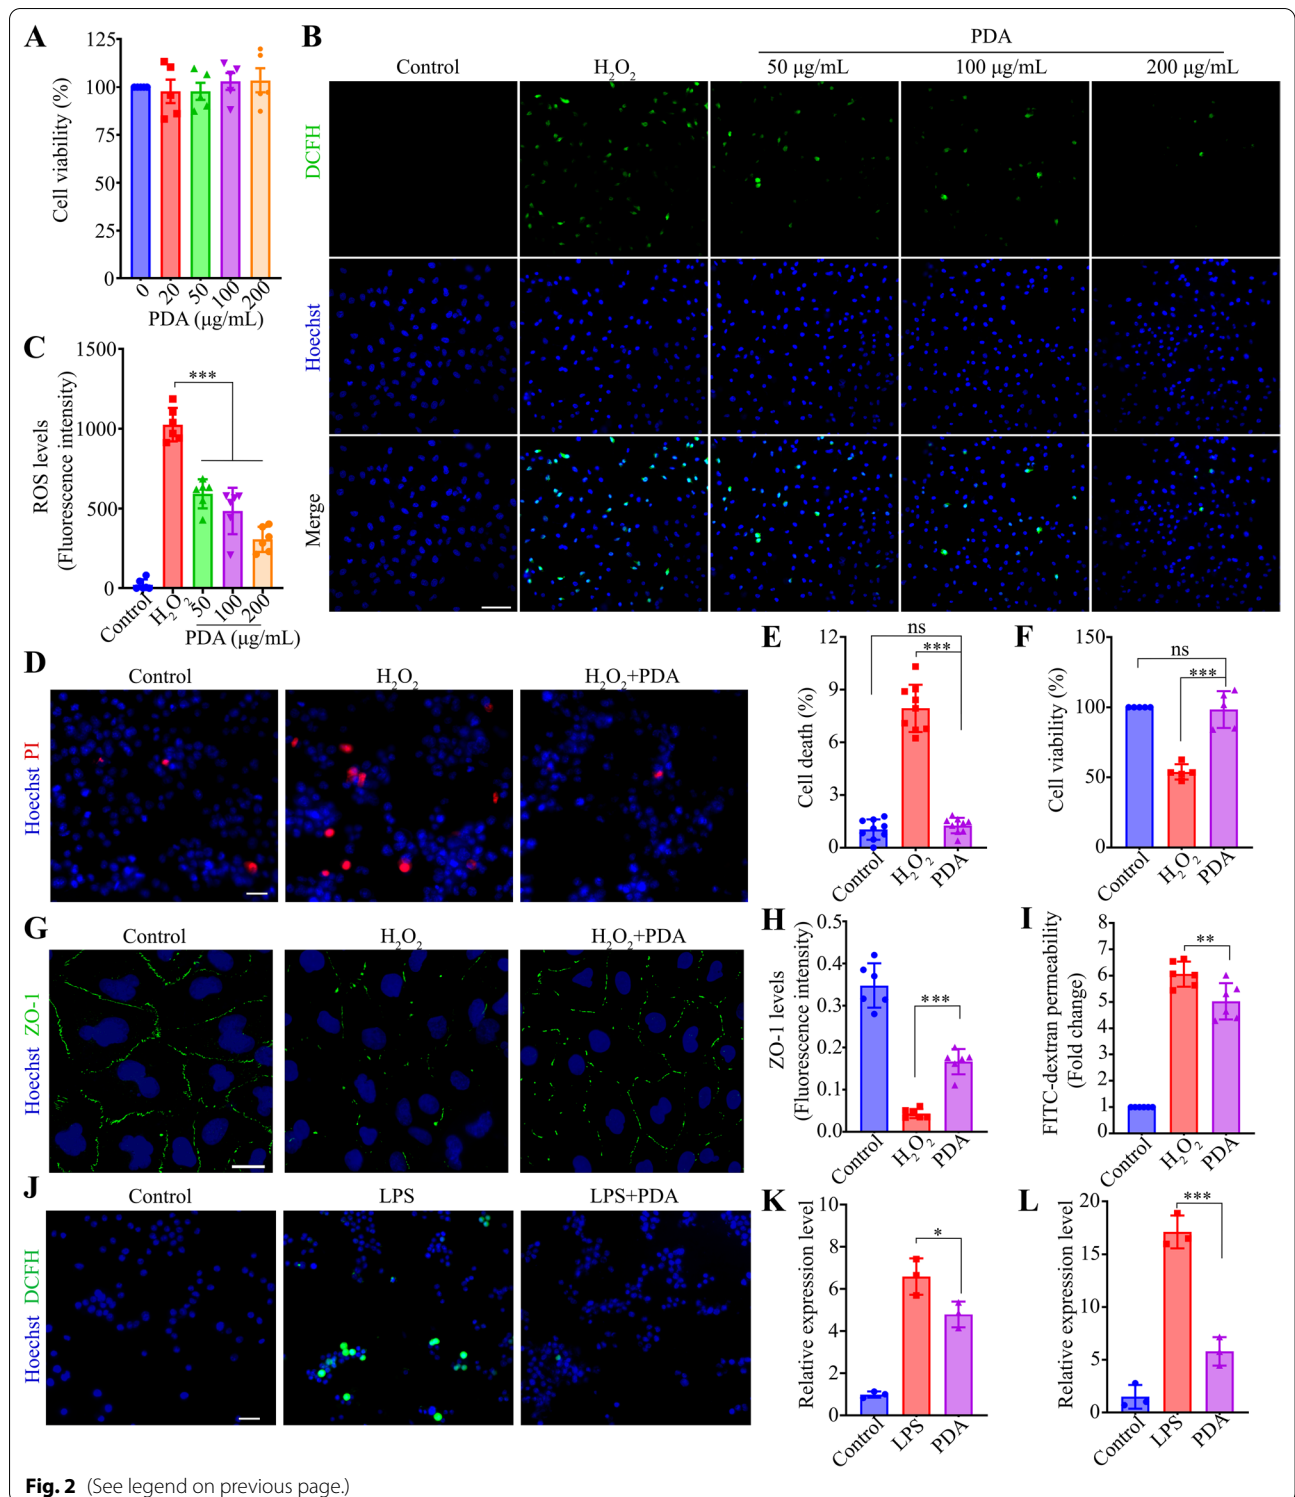 A
125
100
75
50
25
0
Cell viability (%)
0
20
50
100
200
PDA (μg/mL)
B
PDA
Control
H2O2
50 μg/mL
100 μg/mL
200 μg/mL
DCFH
Hoechst
Merge
C
1500
1000
500
0
ROS levels
(Fluorescence intensity)
***
Control
H2O2
50
100
200
PDA (μg/mL)
D
Control
H2O2
H2O2+PDA
Hoechst PI
E
12
9
6
3
0
Cell death (%)
ns
***
Control
H2O2
PDA
F
150
100
50
0
Cell viability (%)
ns
***
Control
H2O2
PDA
G
Control
H2O2
H2O2+PDA
Hoechst ZO-1
H
0.5
0.4
0.3
0.2
0.1
0.0
ZO-1 levels
(Fluorescence intensity)
***
Control
H2O2
PDA
I
8
7
6
5
4
3
2
1
0
FITC-dextran permeability
(Fold change)
**
Control
H2O2
PDA
J
Control
LPS
LPS+PDA
Hoechst DCFH
K
10
8
6
4
2
0
Relative expression level
*
Control
LPS
PDA
L
20
15
10
5
0
Relative expression level
***
Control
LPS
PDA
Fig. 2 (See legend on previous page.)